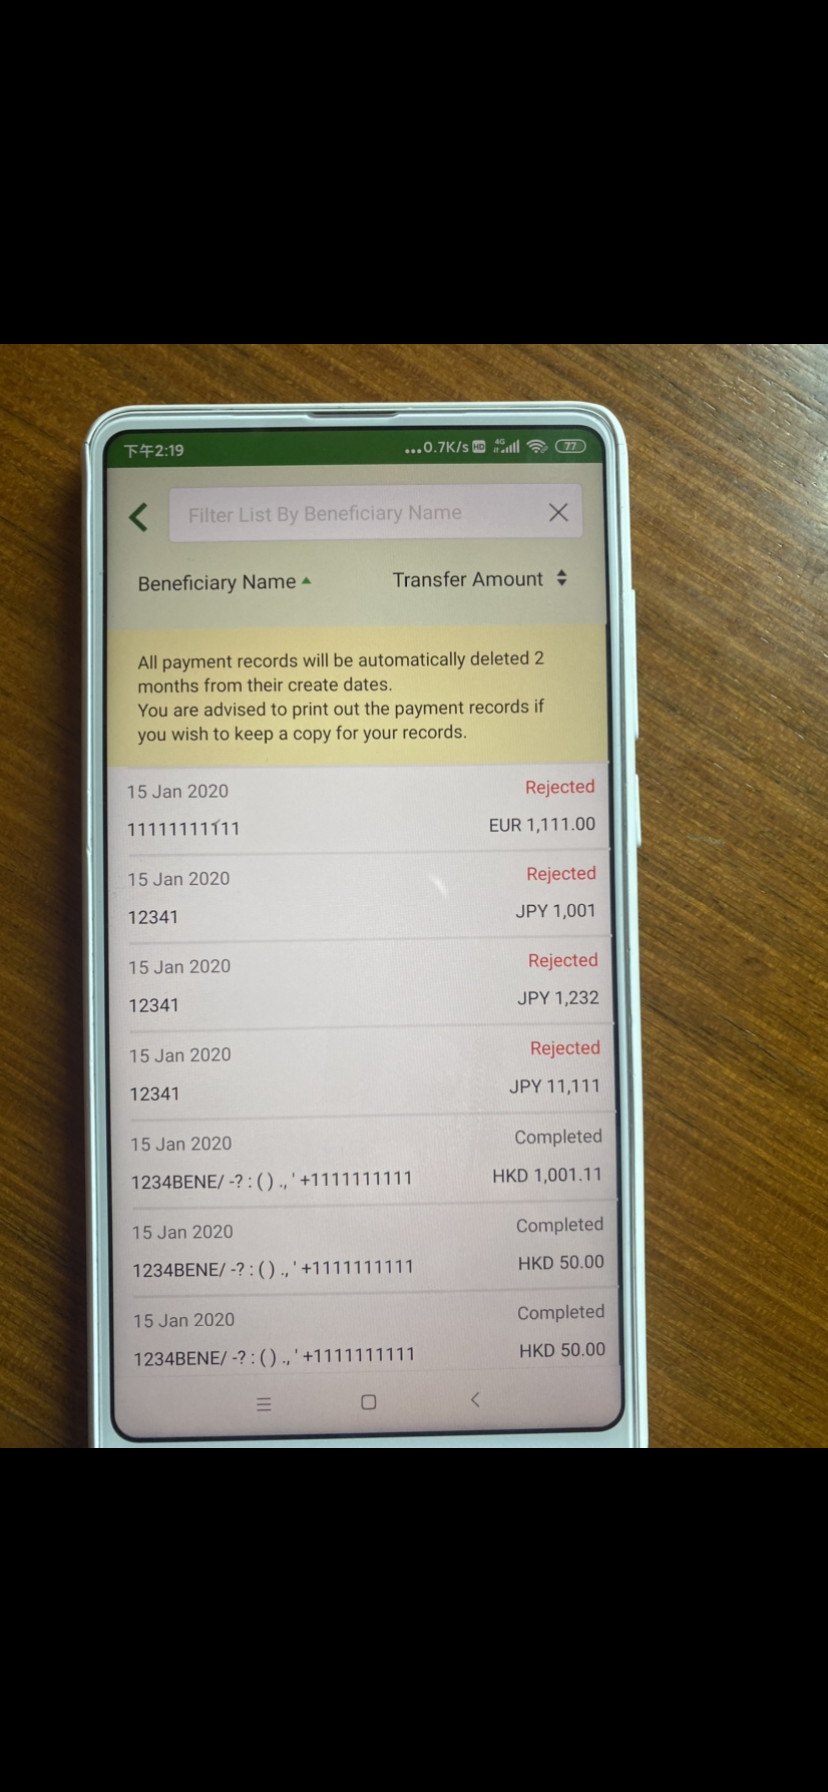 下午2:19
...0.7K/s HD 4G 77
Filter List By Beneficiary Name
Beneficiary Name
Transfer Amount
All payment records will be automatically deleted 2
months from their create dates.
You are advised to print out the payment records if
you wish to keep a copy for your records.
15 Jan 2020 Rejected
11111111111 EUR 1,111.00
15 Jan 2020 Rejected
12341 JPY 1,001
15 Jan 2020 Rejected
12341 JPY 1,232
15 Jan 2020 Rejected
12341 JPY 11,111
15 Jan 2020 Completed
1234BENE/ -? : ( ) ., ' +1111111111 HKD 1,001.11
15 Jan 2020 Completed
1234BENE/ -? : ( ) ., ' +1111111111 HKD 50.00
15 Jan 2020 Completed
1234BENE/ -? : ( ) ., ' +1111111111 HKD 50.00